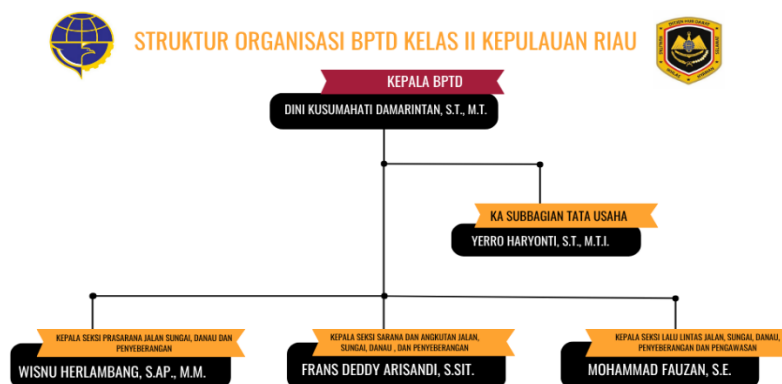 STRUKTUR ORGANISASI BPTD KELAS II KEPULAUAN RIAU
KEPALA BPTD
DINI KUSUMAHATI DAMARINTAN, S.T., M.T.
KA SUBBAGIAN TATA USAHA
YERRO HARYONTI, S.T., M.T.I.
KEPALA SEKSI PRASARANA JALAN SUNGAI, DANAU DAN
PENYEBERANGAN
WISNU HERLAMBANG, S.AP., M.M.
KEPALA SEKSI SARANA DAN ANGKUTAN JALAN,
SUNGAI, DANAU , DAN PENYEBERANGAN
FRANS DEDDY ARISANDI, S.SIT.
KEPALA SEKSI LALU LINTAS JALAN, SUNGAI, DANAU,
PENYEBERANGAN DAN PENGAWASAN
MOHAMMAD FAUZAN, S.E.